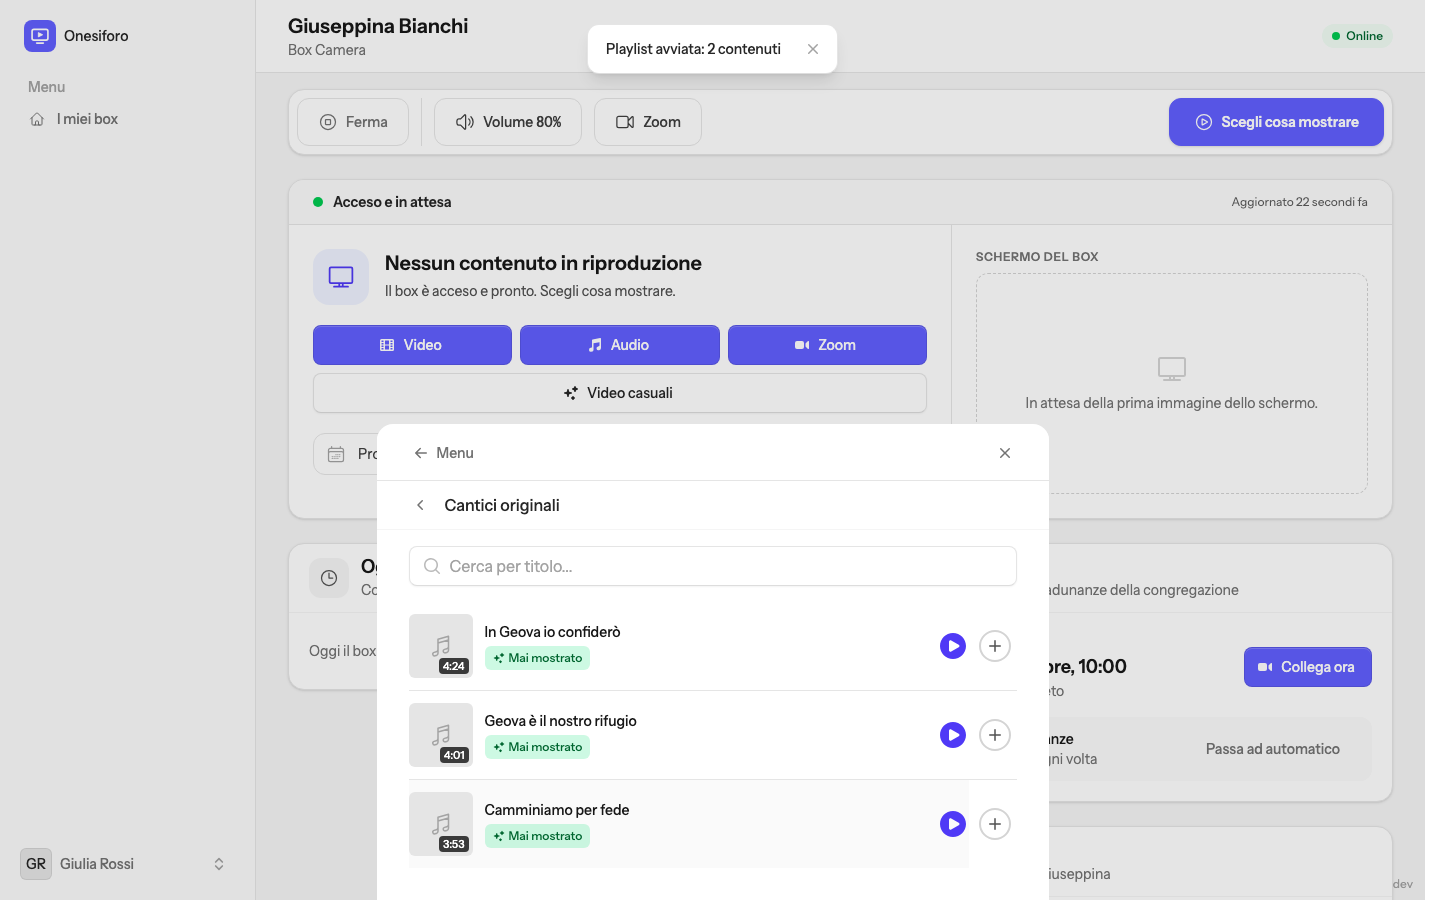 Onesiforo
Menu
I miei box
GR
Giulia Rossi
Giuseppina Bianchi
Box Camera
Playlist avviata: 2 contenuti
Online
Ferma
Volume 80%
Zoom
Scegli cosa mostrare
Acceso e in attesa
Aggiornato 22 secondi fa
Nessun contenuto in riproduzione
Il box è acceso e pronto. Scegli cosa mostrare.
Video
Audio
Zoom
Video casuali
SCHERMO DEL BOX
In attesa della prima immagine dello schermo.
Oggi il box
adunanze della congregazione
10:00
Collega ora
Passa ad automatico
ogni volta
dev
Menu
Cantici originali
Cerca per titolo...
In Geova io confiderò
Mai mostrato
4:24
Geova è il nostro rifugio
Mai mostrato
4:01
Camminiamo per fede
Mai mostrato
3:53